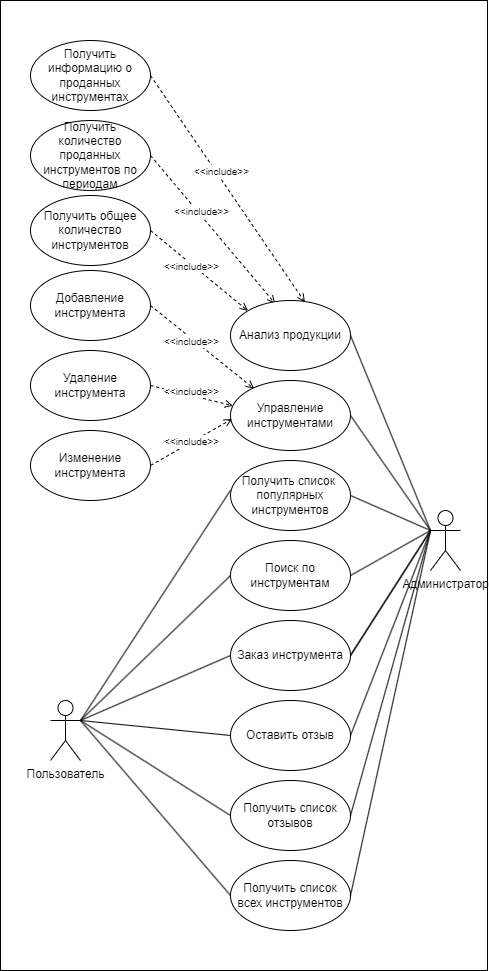 Получить
информацию о
проданных
инструментах
Получить
количество
проданных
инструментов по
периодам
Получить общее
количество
инструментов
Добавление
инструмента
Удаление
инструмента
Изменение
инструмента
<<include>>
<<include>>
<<include>>
<<include>>
<<include>>
<<include>>
Анализ продукции
Управление
инструментами
Получить список
популярных
инструментов
Поиск по
инструментам
Заказ инструмента
Оставить отзыв
Получить список
отзывов
Получить список
всех инструментов
Администратор
Пользователь